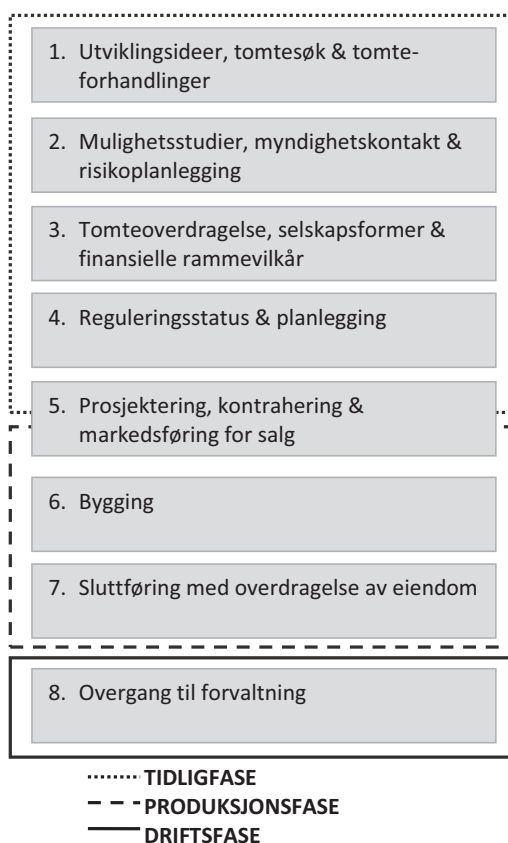 1. Utviklingsideer, tomtesøk & tomte-
forhandlinger
2. Mulighetsstudier, myndighetskontakt &
risikoplanlegging
3. Tomteoverdragelse, selskapsformer &
finansielle rammevilkår
4. Reguleringsstatus & planlegging
5. Prosjektering, kontrahering &
markedsføring for salg
6. Bygging
7. Sluttføring med overdragelse av eiendom
8. Overgang til forvaltning
TIDLIGFASE
PRODUKSJONSFASE
DRIFTSFASE